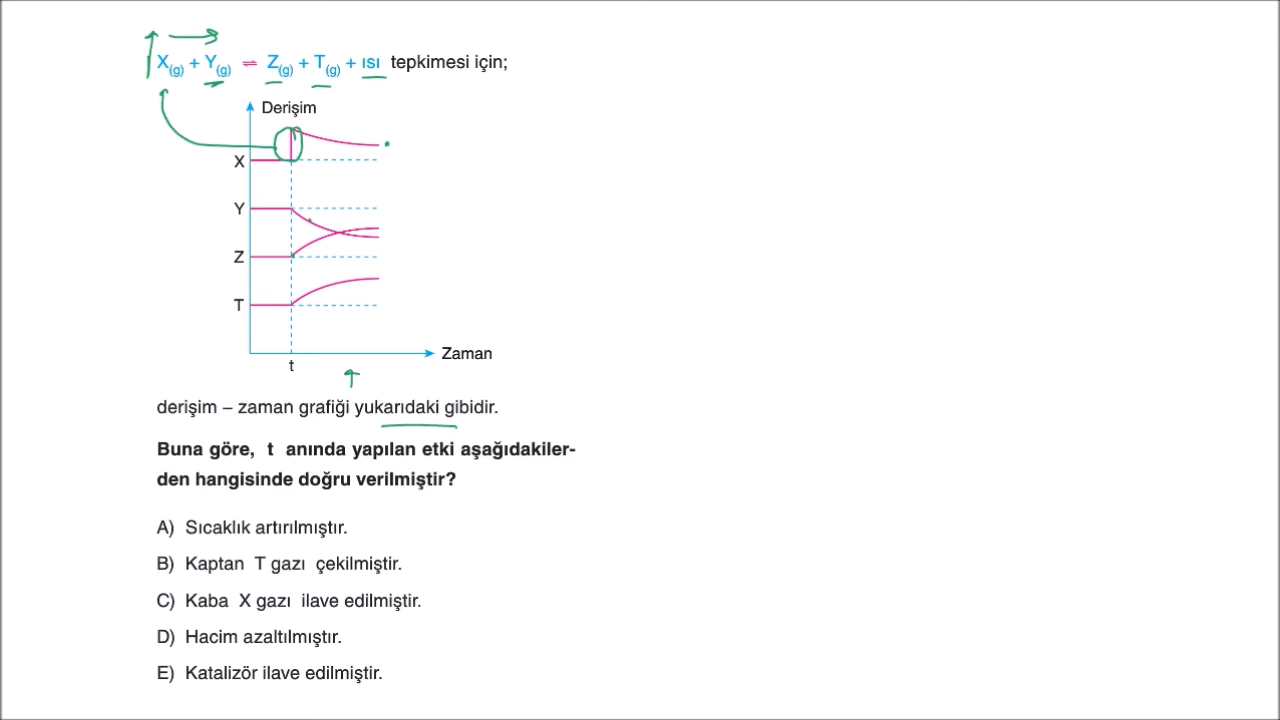 X(g) + Y(g) ⇌ Z(g) + T(g) + ısı tepkimesi için;
Derişim
X
Y
Z
T
Zaman
t
derişim – zaman grafiği yukarıdaki gibidir.
Buna göre, t anında yapılan etki aşağıdakiler-
den hangisinde doğru verilmiştir?
A) Sıcaklık artırılmıştır.
B) Kaptan T gazı çekilmiştir.
C) Kaba X gazı ilave edilmiştir.
D) Hacim azaltılmıştır.
E) Katalizör ilave edilmiştir.